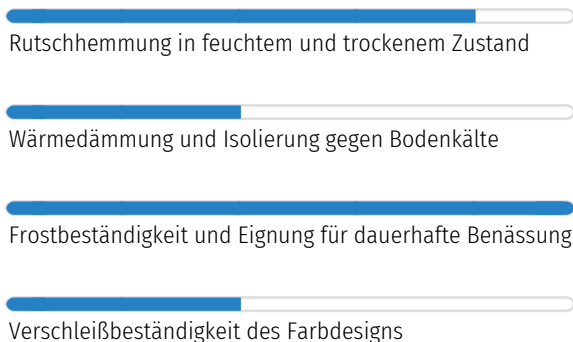 Rutschhemmung in feuchtem und trockenem Zustand
Wärmedämmung und Isolierung gegen Bodenkälte
Frostbeständigkeit und Eignung für dauerhafte Benässung
Verschleißbeständigkeit des Farbdesigns